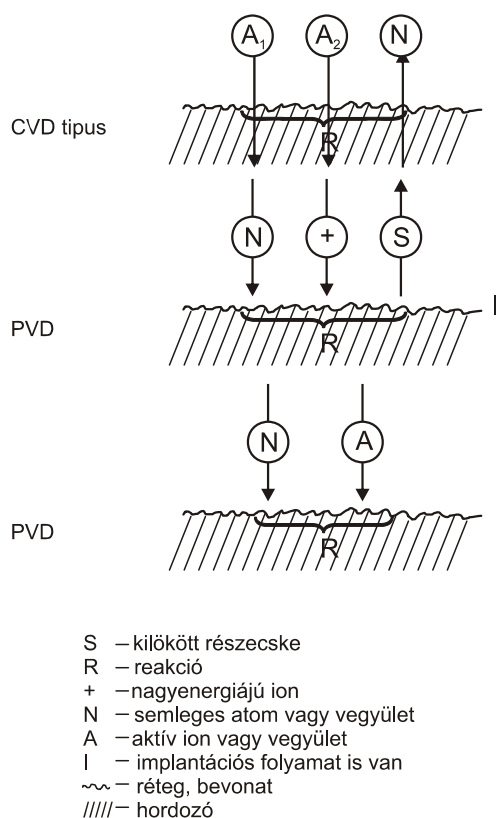 A1 A2 N
CVD tipus
R
N + S
PVD I
R
N A
PVD
R
S – kilökött részecske
R – reakció
+ – nagyenergiájú ion
N – semleges atom vagy vegyület
A – aktív ion vagy vegyület
I – implantációs folyamat is van
– réteg, bevonat
///// – hordozó